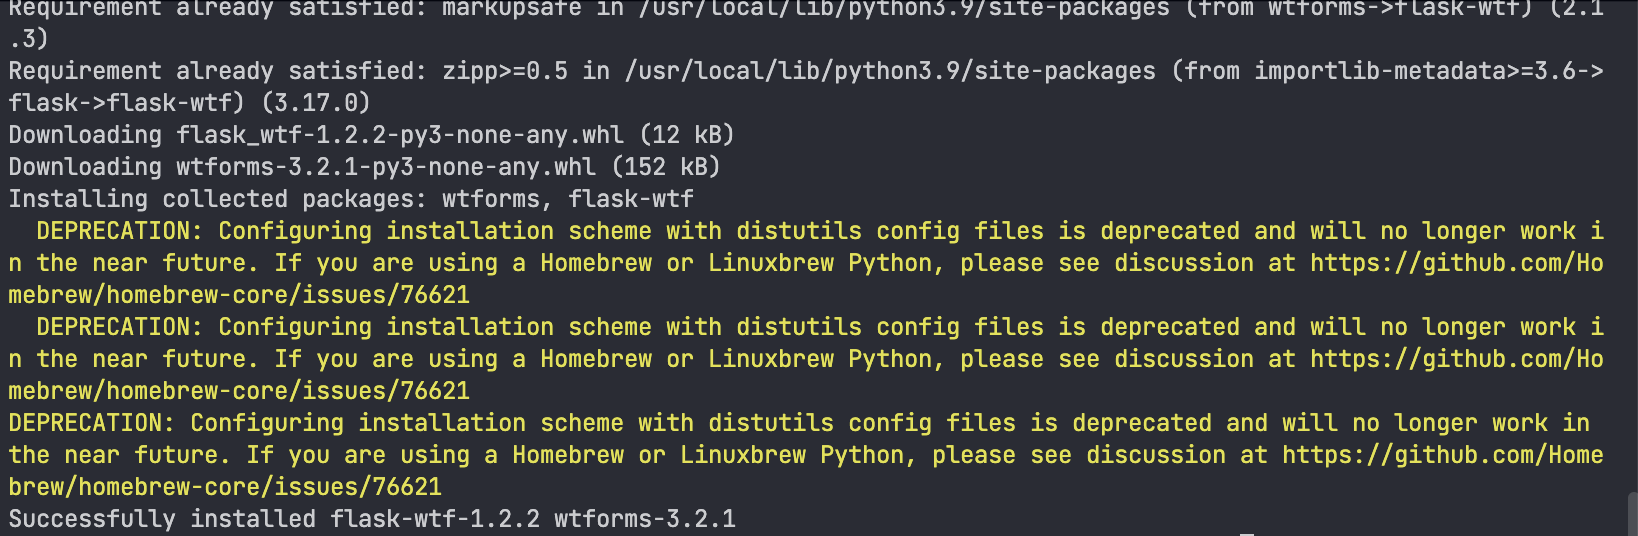 Requirement already satisfied: markupsafe in /usr/local/lib/python3.9/site-packages (from wtforms->flask-wtf) (2.1
.3)
Requirement already satisfied: zipp>=0.5 in /usr/local/lib/python3.9/site-packages (from importlib-metadata>=3.6->
flask->flask-wtf) (3.17.0)
Downloading flask_wtf-1.2.2-py3-none-any.whl (12 kB)
Downloading wtforms-3.2.1-py3-none-any.whl (152 kB)
Installing collected packages: wtforms, flask-wtf
  DEPRECATION: Configuring installation scheme with distutils config files is deprecated and will no longer work i
n the near future. If you are using a Homebrew or Linuxbrew Python, please see discussion at https://github.com/Ho
mebrew/homebrew-core/issues/76621
  DEPRECATION: Configuring installation scheme with distutils config files is deprecated and will no longer work i
n the near future. If you are using a Homebrew or Linuxbrew Python, please see discussion at https://github.com/Ho
mebrew/homebrew-core/issues/76621
DEPRECATION: Configuring installation scheme with distutils config files is deprecated and will no longer work in
the near future. If you are using a Homebrew or Linuxbrew Python, please see discussion at https://github.com/Home
brew/homebrew-core/issues/76621
Successfully installed flask-wtf-1.2.2 wtforms-3.2.1